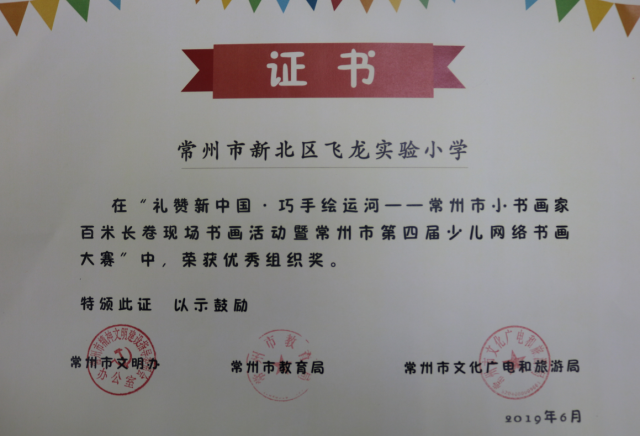 证书
常州市新北区飞龙实验小学
在“礼赞新中国·巧手绘运河——常州市小书画家
百米长卷现场书画活动暨常州市第四届少儿网络书画
大赛”中，荣获优秀组织奖。
特颁此证 以示鼓励
常州市文明办 常州市教育局 常州市文化广电和旅游局
办公室
2019年6月